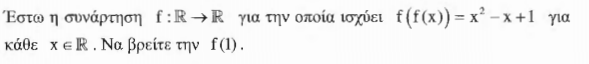 Έστω η συνάρτηση f : ℝ → ℝ για την οποία ισχύει f(f(x)) = x² − x + 1 για
κάθε x ∈ ℝ. Να βρείτε την f(1).